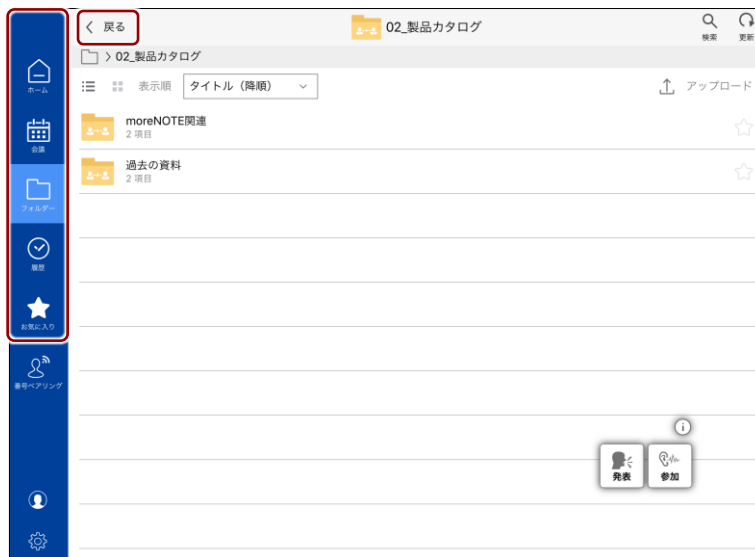 戻る
02_製品カタログ
検索
更新
02_製品カタログ
表示順
タイトル（降順）
アップロード
moreNOTE関連
2 項目
過去の資料
2 項目
ホーム
会議
フォルダー
履歴
お気に入り
番号ペアリング
発表
参加